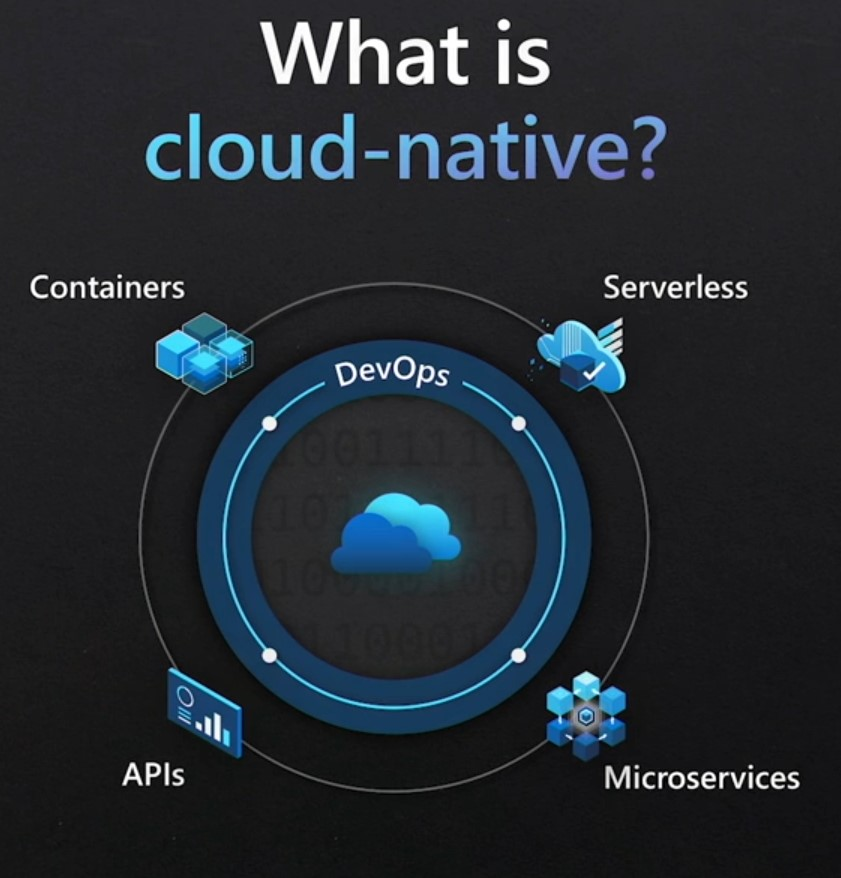 What is
cloud-native?
Containers
Serverless
DevOps
APIs
Microservices